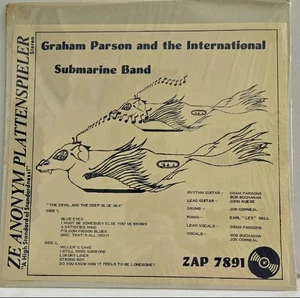 Graham Parson and the International
Submarine Band
ZE ANONYM PLATTENSPIELER
Stereo
"A High Standard of Standardness!"
"THE DEVIL AND THE DEEP BLUE SEA"
SIDE 1.
BLUE EYES
I MUST BE SOMEBODY ELSE YOU'VE KNOWN
A SATISFIED MIND
FOLSOM PRISON BLUES
AND, THAT'S ALL RIGHT
SIDE 2.
MILLER'S CAVE
I STILL MISS SOMEONE
LUXURY LINER
STRONG BOY
DO YOU KNOW HOW IT FEELS TO BE LONESOME?
RHYTHM GUITAR - GRAM PARSONS
LEAD GUITAR - BOB BUCHANAN
JOHN NUESE
DRUMS - JON CORNEAL
PIANO - EARL "LES" BALL
LEAD VOCALS - GRAM PARSONS
VOCALS - BOB BUCHANAN
JON CORNEAL
ZAP 7891